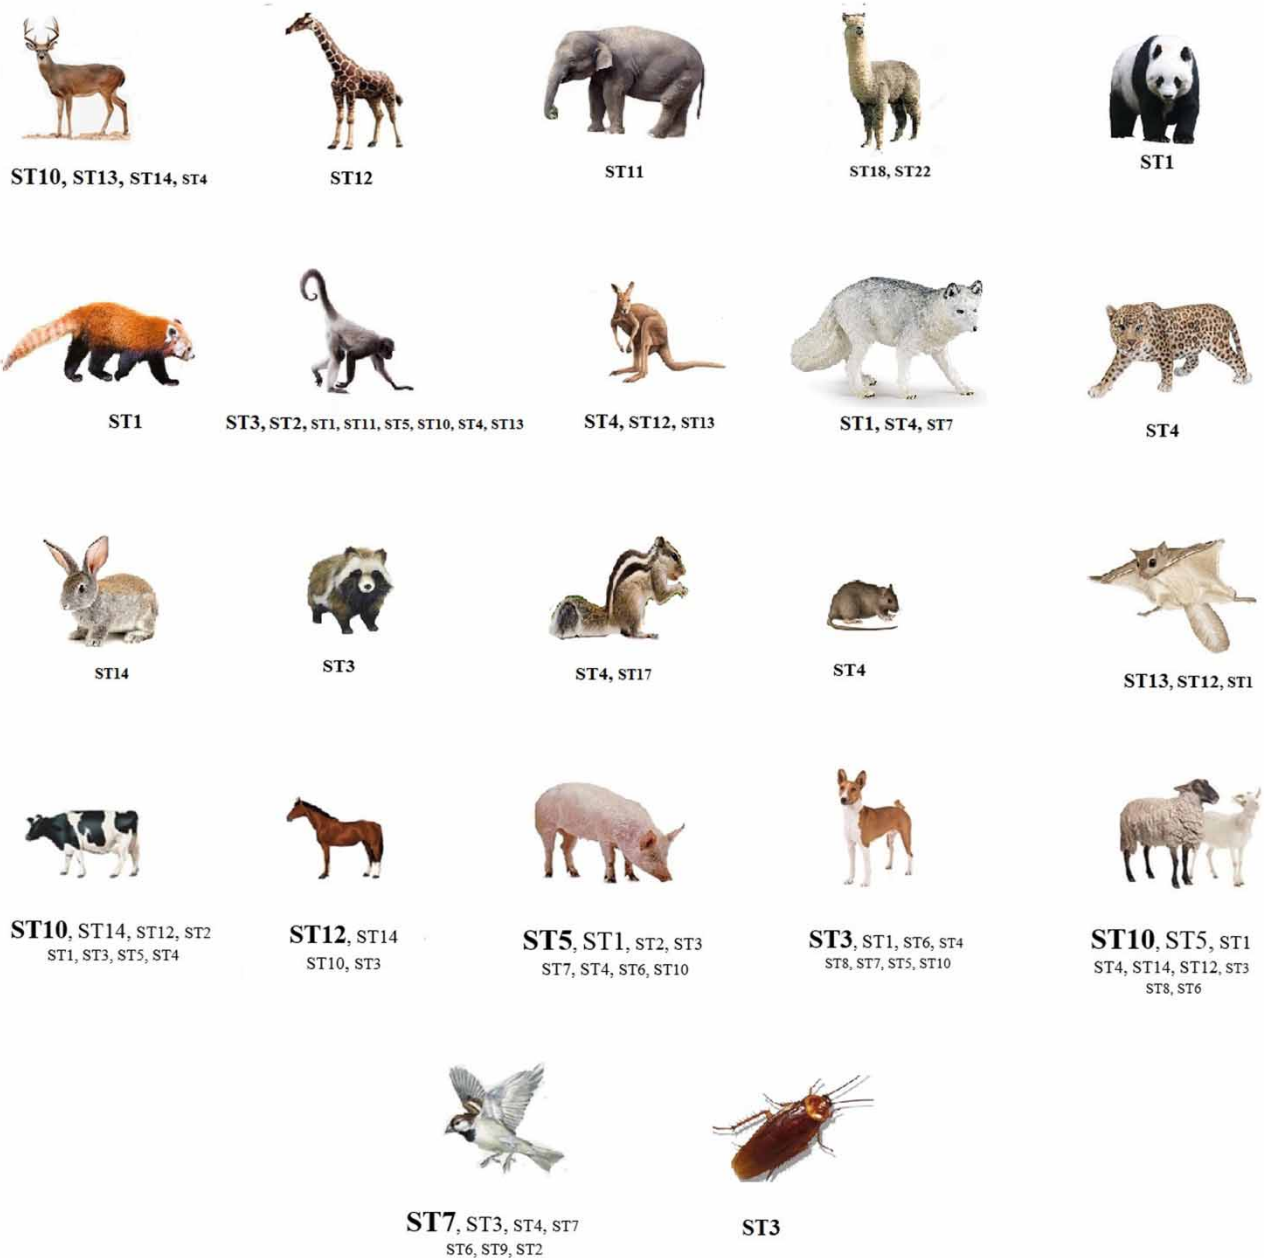 ST10, ST13, ST14, ST4
ST12
ST11
ST18, ST22
ST1
ST1
ST3, ST2, ST1, ST11, ST5, ST10, ST4, ST13
ST4, ST12, ST13
ST1, ST4, ST7
ST4
ST14
ST3
ST4, ST17
ST4
ST13, ST12, ST1
ST10, ST14, ST12, ST2
ST1, ST3, ST5, ST4
ST12, ST14
ST10, ST3
ST5, ST1, ST2, ST3
ST7, ST4, ST6, ST10
ST3, ST1, ST6, ST4
ST8, ST7, ST5, ST10
ST10, ST5, ST1
ST4, ST14, ST12, ST3
ST8, ST6
ST7, ST3, ST4, ST7
ST6, ST9, ST2
ST3